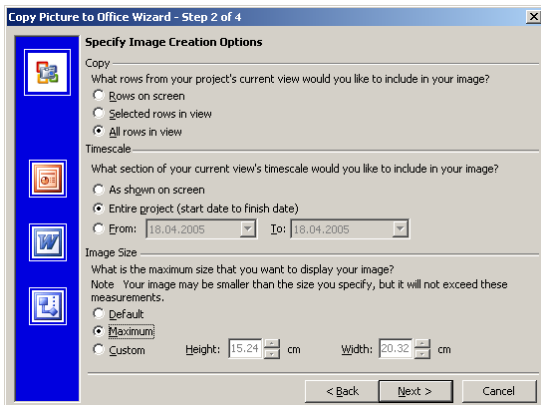 Copy Picture to Office Wizard - Step 2 of 4
Specify Image Creation Options
Copy
What rows from your project's current view would you like to include in your image?
Rows on screen
Selected rows in view
All rows in view
Timescale
What section of your current view's timescale would you like to include in your image?
As shown on screen
Entire project (start date to finish date)
From: 18.04.2005 To: 18.04.2005
Image Size
What is the maximum size that you want to display your image?
Note Your image may be smaller than the size you specify, but it will not exceed these
measurements.
Default
Maximum
Custom Height: 15.24 cm Width: 20.32 cm
< Back Next > Cancel